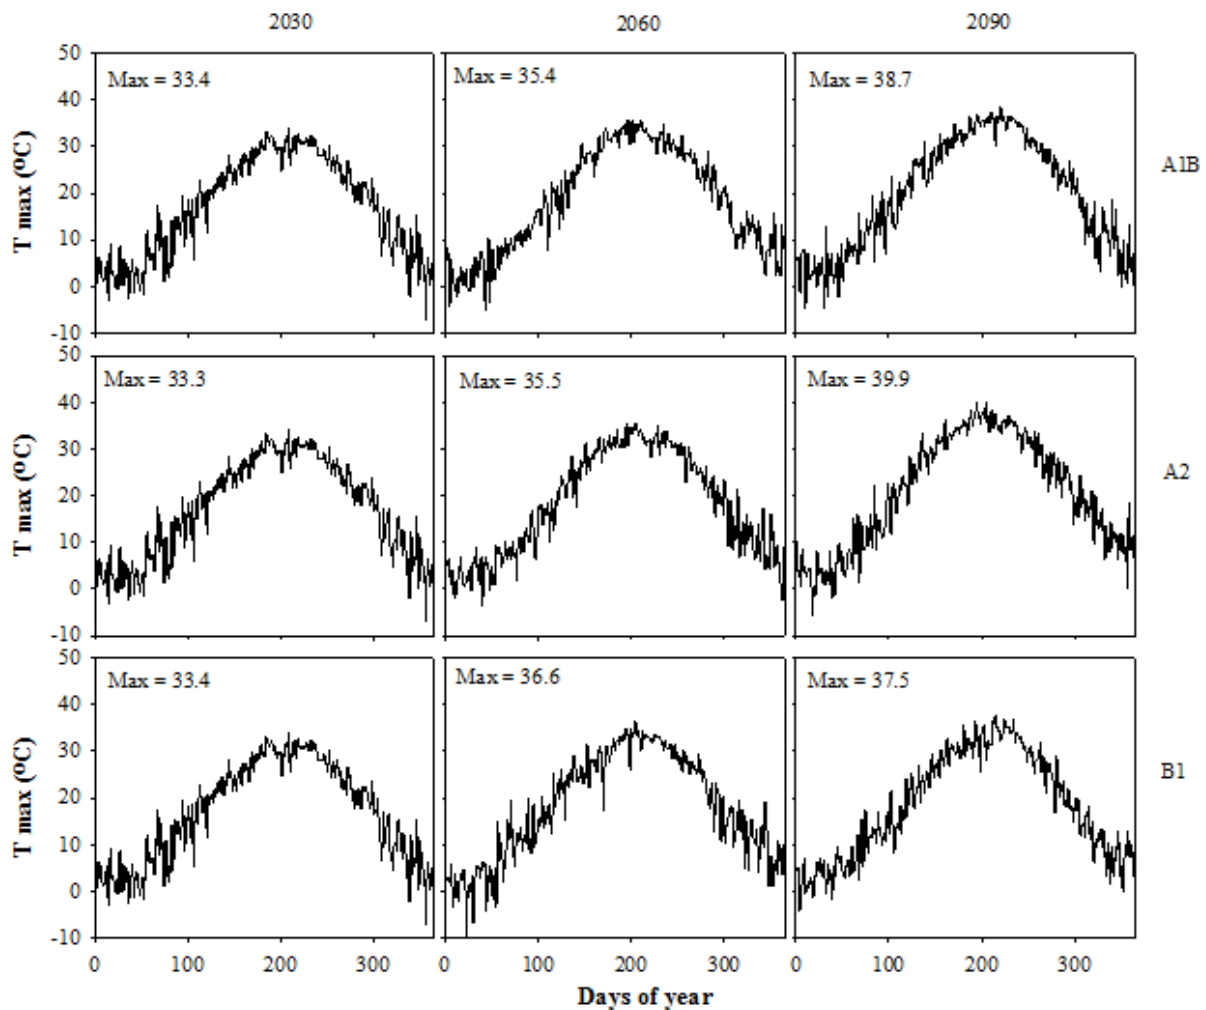 2030 2060 2090
50 Max = 33.4 Max = 35.4 Max = 38.7
40
30
20
10
0
-10
T max (ºC)
A1B
50 Max = 33.3 Max = 35.5 Max = 39.9
40
30
20
10
0
-10
T max (ºC)
A2
50 Max = 33.4 Max = 36.6 Max = 37.5
40
30
20
10
0
-10
T max (ºC)
B1
0 100 200 300 0 100 200 300 0 100 200 300
Days of year